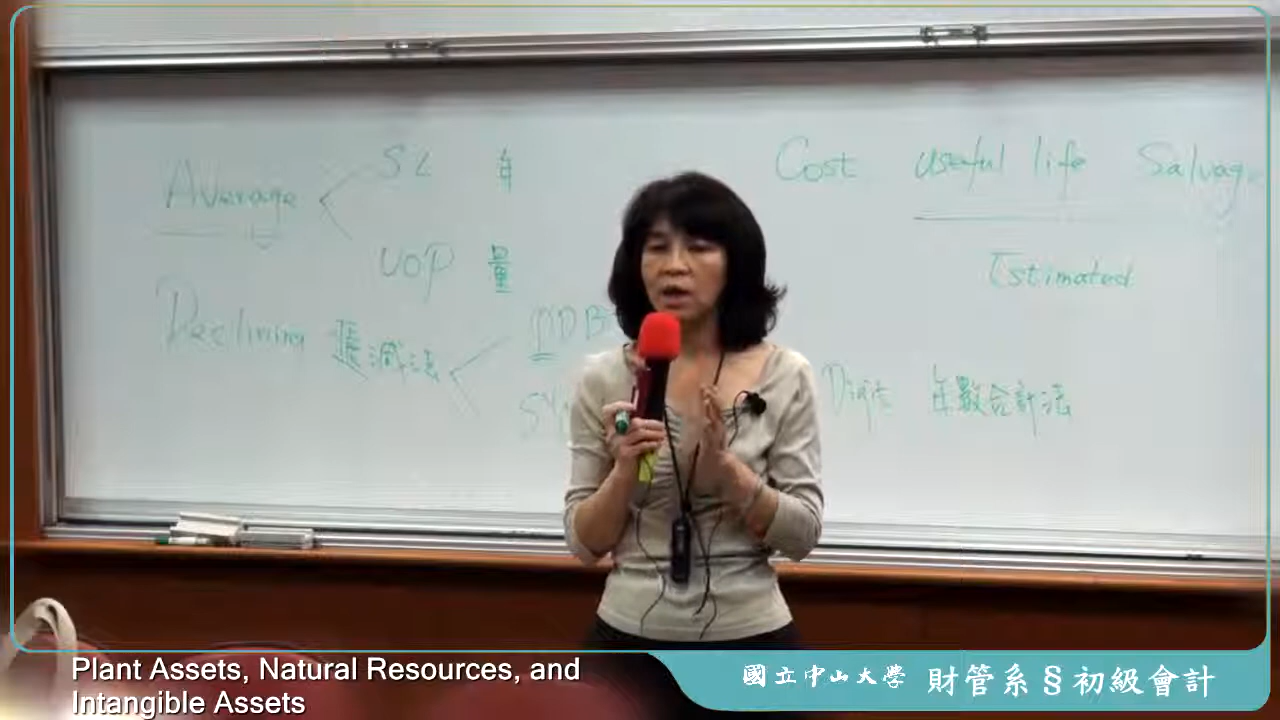 Average
SL 年
UOP 量
Declining 遞減法
DDB
SY
Cost useful life Salvage
Estimated
Digit 年數合計法
Plant Assets, Natural Resources, and
Intangible Assets
國立中山大學 財管系§初級會計